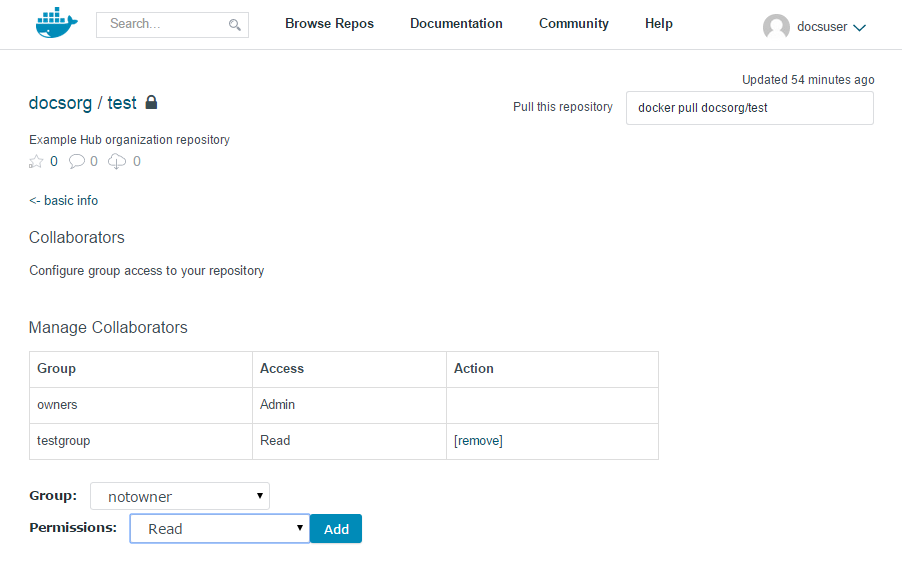 Search...
Browse Repos
Documentation
Community
Help
docsuser
Updated 54 minutes ago
docsorg / test
Pull this repository
docker pull docsorg/test
Example Hub organization repository
0 0 0
<- basic info
Collaborators
Configure group access to your repository
Manage Collaborators
Group Access Action
owners Admin
testgroup Read [remove]
Group: notowner
Permissions: Read Add